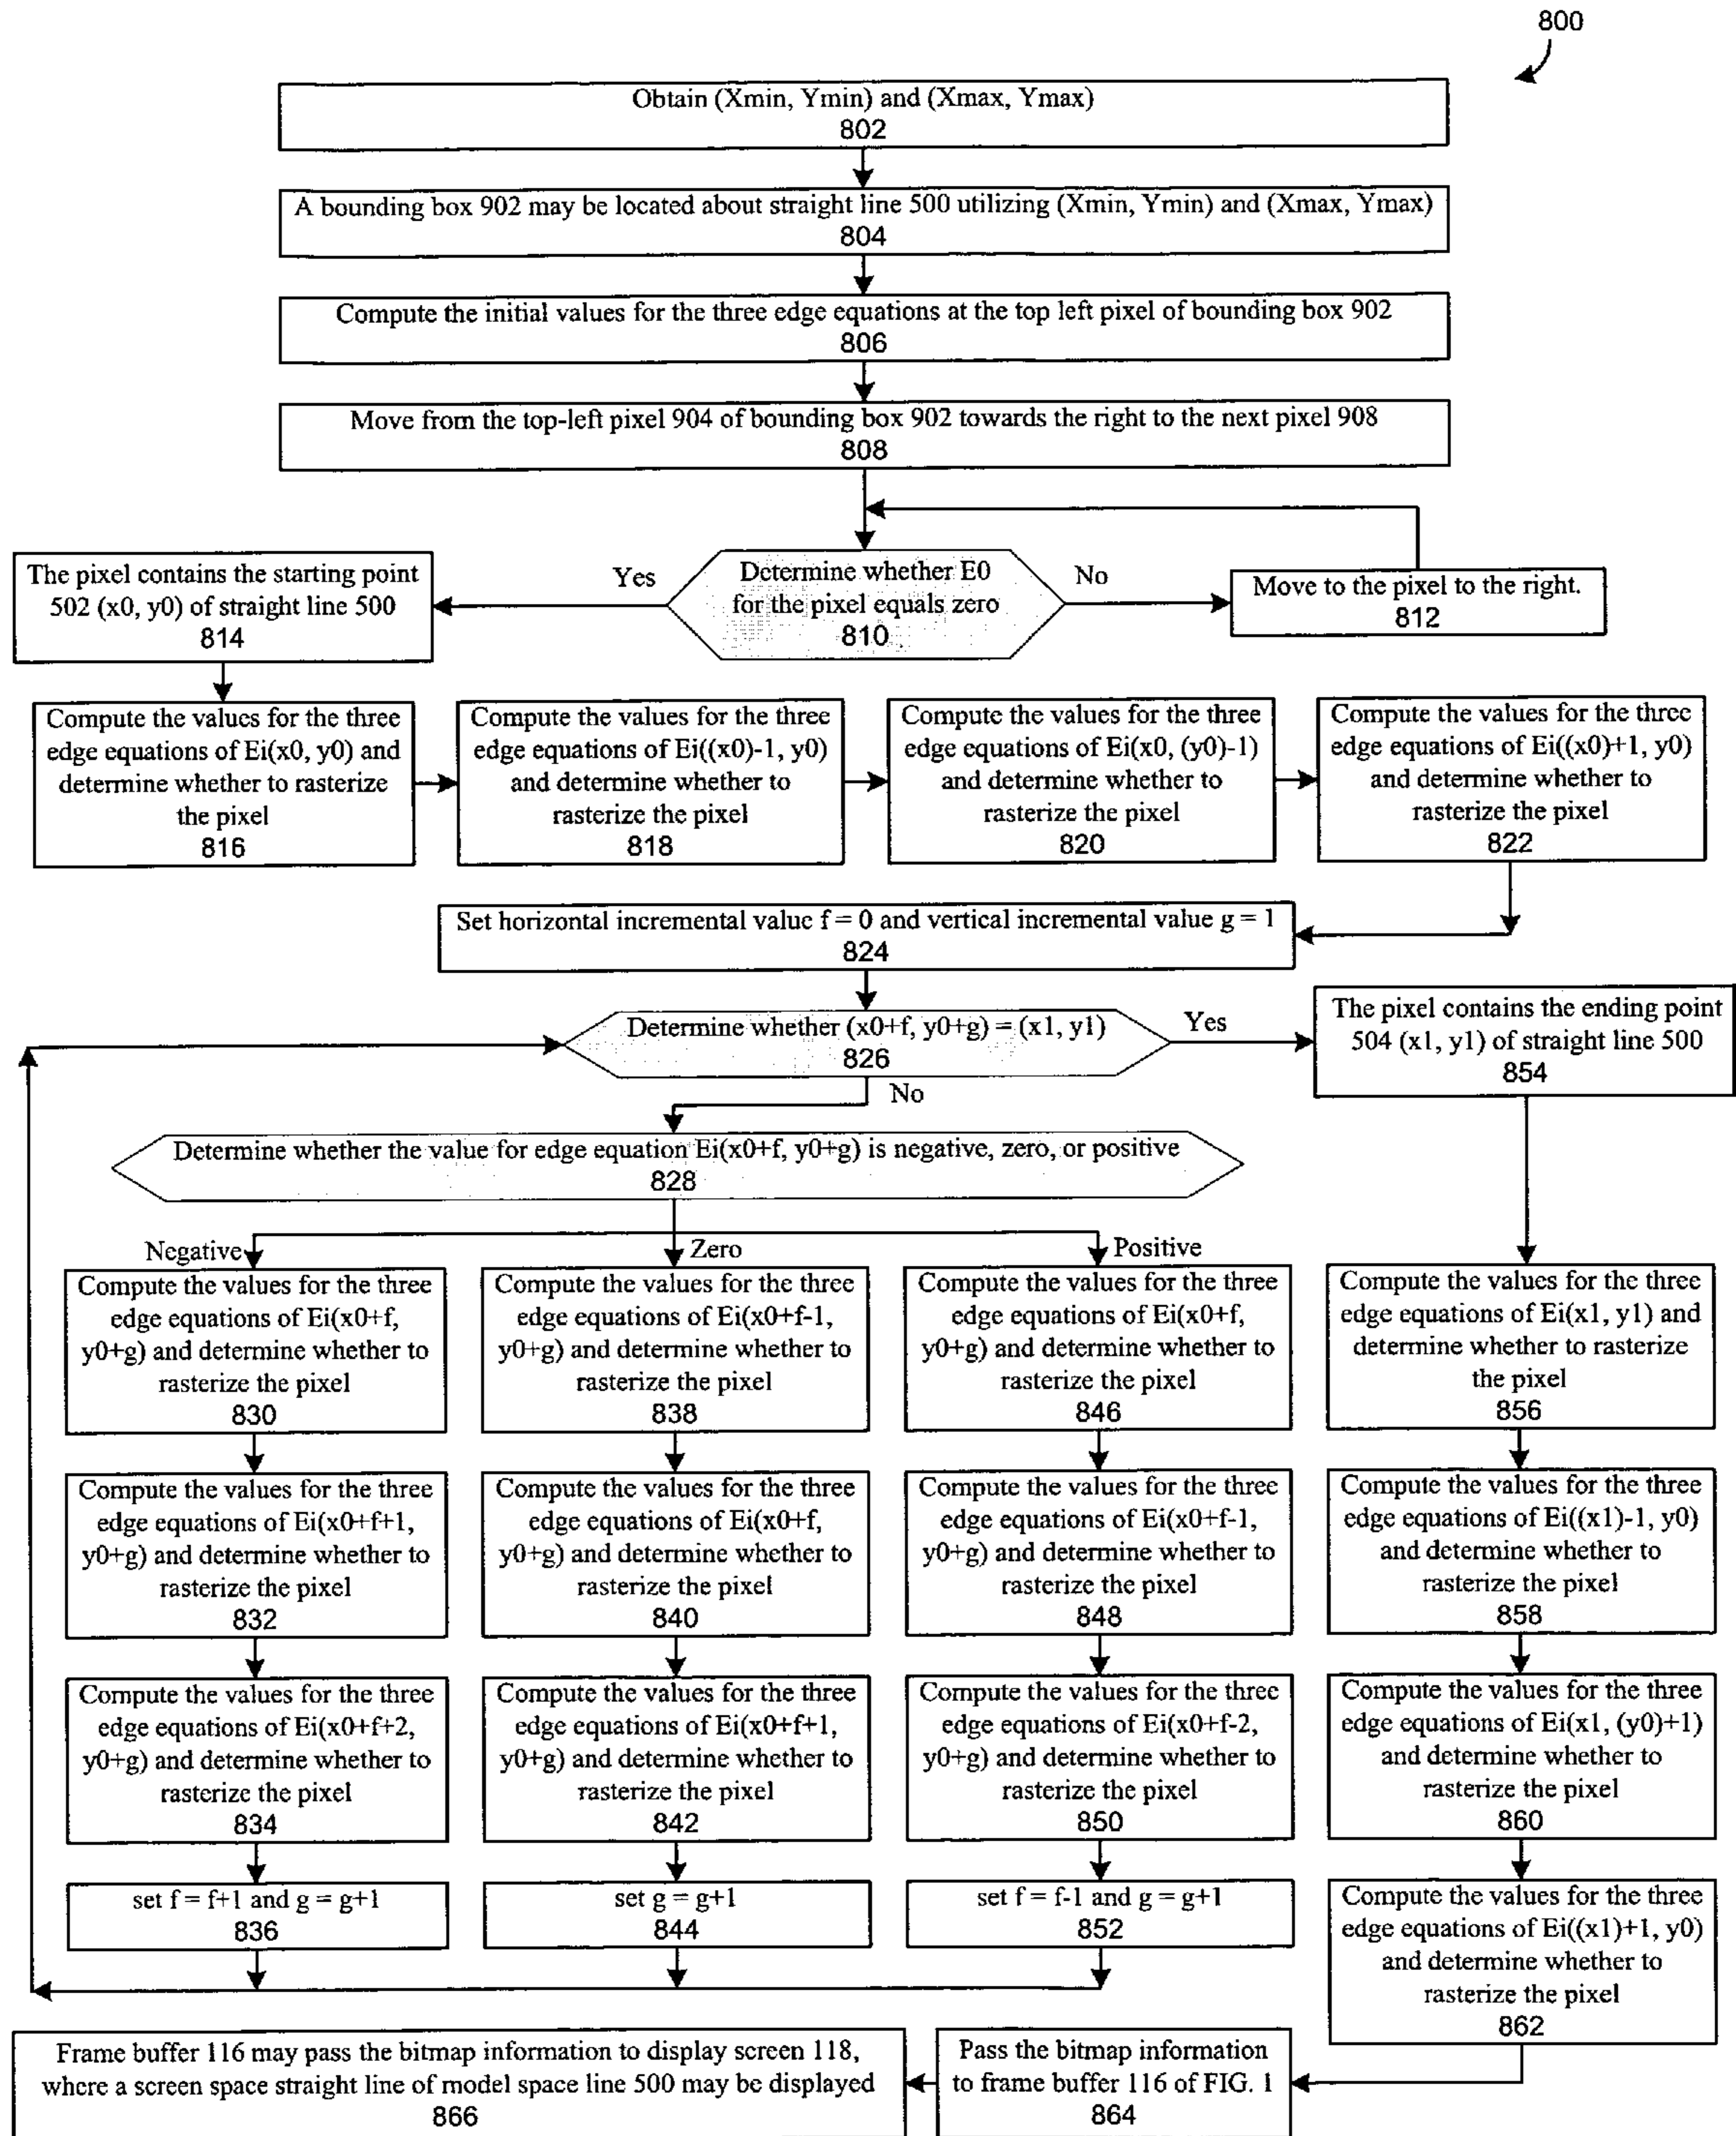 800
Obtain (Xmin, Ymin) and (Xmax, Ymax)
802
A bounding box 902 may be located about straight line 500 utilizing (Xmin, Ymin) and (Xmax, Ymax)
804
Compute the initial values for the three edge equations at the top left pixel of bounding box 902
806
Move from the top-left pixel 904 of bounding box 902 towards the right to the next pixel 908
808
The pixel contains the starting point
502 (x0, y0) of straight line 500
814
Yes
Determine whether E0
for the pixel equals zero
810
No
Move to the pixel to the right.
812
Compute the values for the three
edge equations of Ei(x0, y0) and
determine whether to rasterize
the pixel
816
Compute the values for the three
edge equations of Ei((x0)-1, y0)
and determine whether to
rasterize the pixel
818
Compute the values for the three
edge equations of Ei(x0, (y0)-1)
and determine whether to
rasterize the pixel
820
Compute the values for the three
edge equations of Ei((x0)+1, y0)
and determine whether to
rasterize the pixel
822
Set horizontal incremental value f = 0 and vertical incremental value g = 1
824
Determine whether (x0+f, y0+g) = (x1, y1)
826
Yes
The pixel contains the ending point
504 (x1, y1) of straight line 500
854
No
Determine whether the value for edge equation Ei(x0+f, y0+g) is negative, zero, or positive
828
Negative
Zero
Positive
Compute the values for the three
edge equations of Ei(x0+f,
y0+g) and determine whether to
rasterize the pixel
830
Compute the values for the three
edge equations of Ei(x0+f-1,
y0+g) and determine whether to
rasterize the pixel
838
Compute the values for the three
edge equations of Ei(x0+f,
y0+g) and determine whether to
rasterize the pixel
846
Compute the values for the three
edge equations of Ei(x1, y1) and
determine whether to rasterize
the pixel
856
Compute the values for the three
edge equations of Ei(x0+f+1,
y0+g) and determine whether to
rasterize the pixel
832
Compute the values for the three
edge equations of Ei(x0+f,
y0+g) and determine whether to
rasterize the pixel
840
Compute the values for the three
edge equations of Ei(x0+f-1,
y0+g) and determine whether to
rasterize the pixel
848
Compute the values for the three
edge equations of Ei((x1)-1, y0)
and determine whether to
rasterize the pixel
858
Compute the values for the three
edge equations of Ei(x0+f+2,
y0+g) and determine whether to
rasterize the pixel
834
Compute the values for the three
edge equations of Ei(x0+f+1,
y0+g) and determine whether to
rasterize the pixel
842
Compute the values for the three
edge equations of Ei(x0+f-2,
y0+g) and determine whether to
rasterize the pixel
850
Compute the values for the three
edge equations of Ei(x1, (y0)+1)
and determine whether to
rasterize the pixel
860
set f = f+1 and g = g+1
836
set g = g+1
844
set f = f-1 and g = g+1
852
Compute the values for the three
edge equations of Ei((x1)+1, y0)
and determine whether to
rasterize the pixel
862
Frame buffer 116 may pass the bitmap information to display screen 118,
where a screen space straight line of model space line 500 may be displayed
866
Pass the bitmap information
to frame buffer 116 of FIG. 1
864